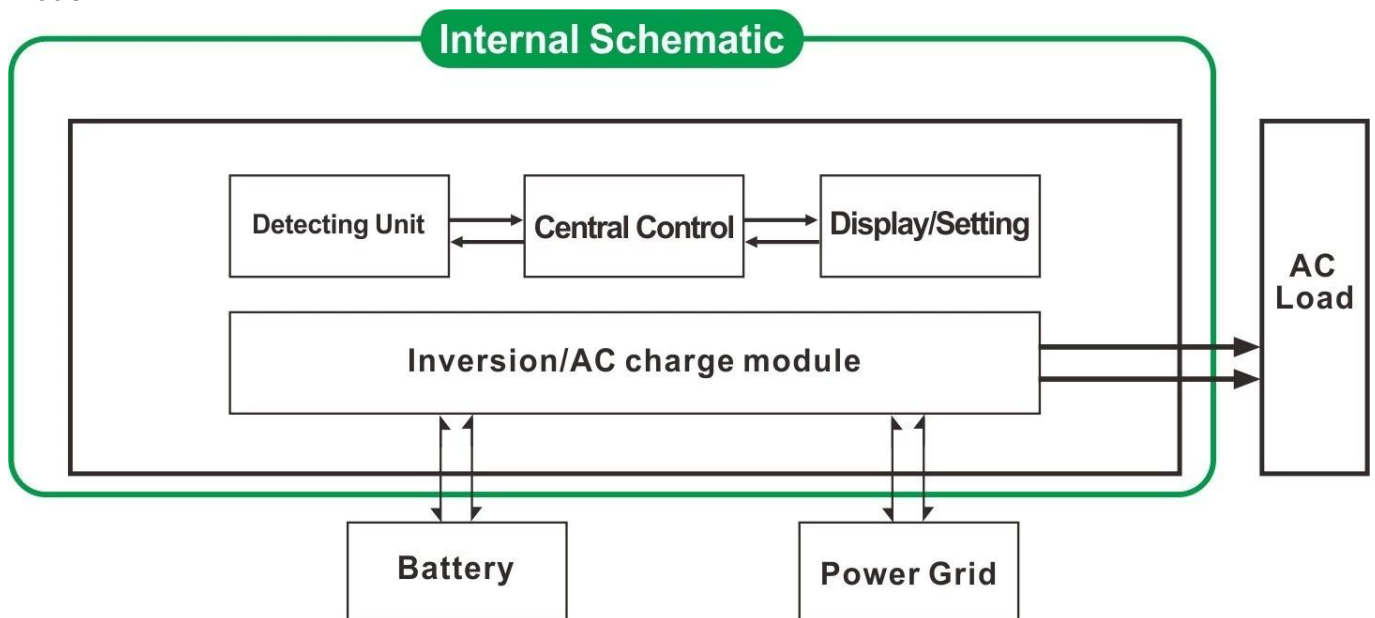 Internal Schematic
Detecting Unit
Central Control
Display/Setting
AC
Load
Inversion/AC charge module
Battery
Power Grid